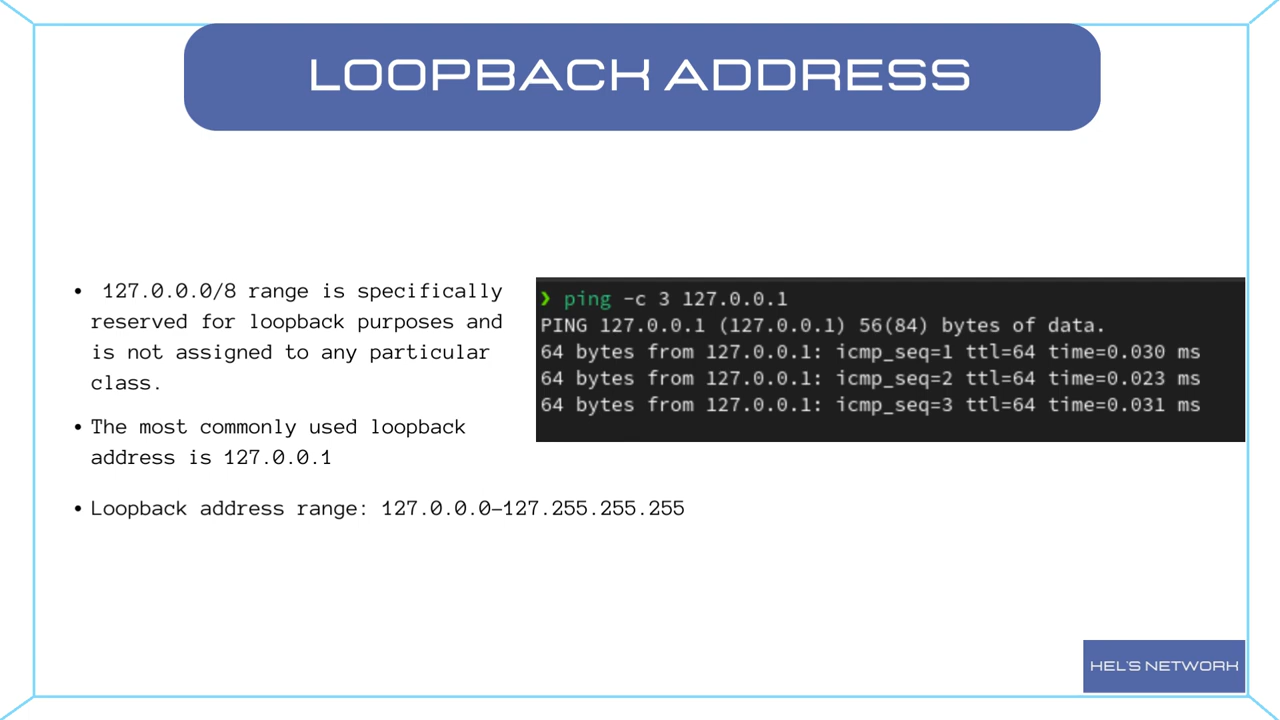 LOOPBACK ADDRESS
• 127.0.0.0/8 range is specifically
reserved for loopback purposes and
is not assigned to any particular
class.
• The most commonly used loopback
address is 127.0.0.1
• Loopback address range: 127.0.0.0–127.255.255.255
❯ ping -c 3 127.0.0.1
PING 127.0.0.1 (127.0.0.1) 56(84) bytes of data.
64 bytes from 127.0.0.1: icmp_seq=1 ttl=64 time=0.030 ms
64 bytes from 127.0.0.1: icmp_seq=2 ttl=64 time=0.023 ms
64 bytes from 127.0.0.1: icmp_seq=3 ttl=64 time=0.031 ms
HEL'S NETWORK